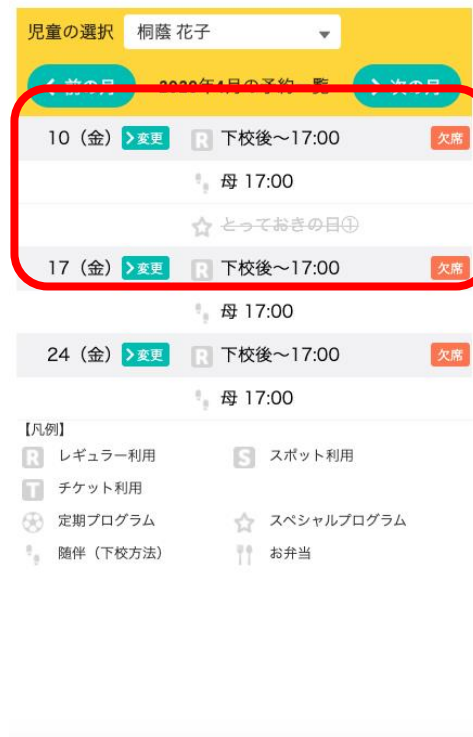 児童の選択 桐蔭 花子
前の月 2020年4月の予約一覧 次の月
10（金） 変更 R 下校後～17:00 欠席
母 17:00
とっておきの日①
17（金） 変更 R 下校後～17:00 欠席
母 17:00
24（金） 変更 R 下校後～17:00 欠席
母 17:00
【凡例】
R レギュラー利用 S スポット利用
T チケット利用
定期プログラム スペシャルプログラム
随伴（下校方法） お弁当